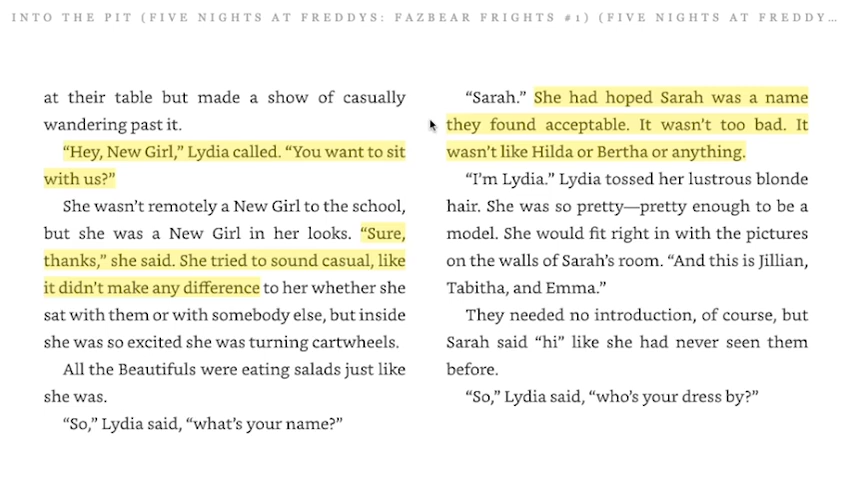 INTO THE PIT (FIVE NIGHTS AT FREDDYS: FAZBEAR FRIGHTS #1) (FIVE NIGHTS AT FREDDY...
at their table but made a show of casually
wandering past it.
“Hey, New Girl,” Lydia called. “You want to sit
with us?”
She wasn’t remotely a New Girl to the school,
but she was a New Girl in her looks. “Sure,
thanks,” she said. She tried to sound casual, like
it didn’t make any difference to her whether she
sat with them or with somebody else, but inside
she was so excited she was turning cartwheels.
All the Beautifuls were eating salads just like
she was.
“So,” Lydia said, “what’s your name?”
“Sarah.” She had hoped Sarah was a name
they found acceptable. It wasn’t too bad. It
wasn’t like Hilda or Bertha or anything.
“I’m Lydia.” Lydia tossed her lustrous blonde
hair. She was so pretty—pretty enough to be a
model. She would fit right in with the pictures
on the walls of Sarah’s room. “And this is Jillian,
Tabitha, and Emma.”
They needed no introduction, of course, but
Sarah said “hi” like she had never seen them
before.
“So,” Lydia said, “who’s your dress by?”